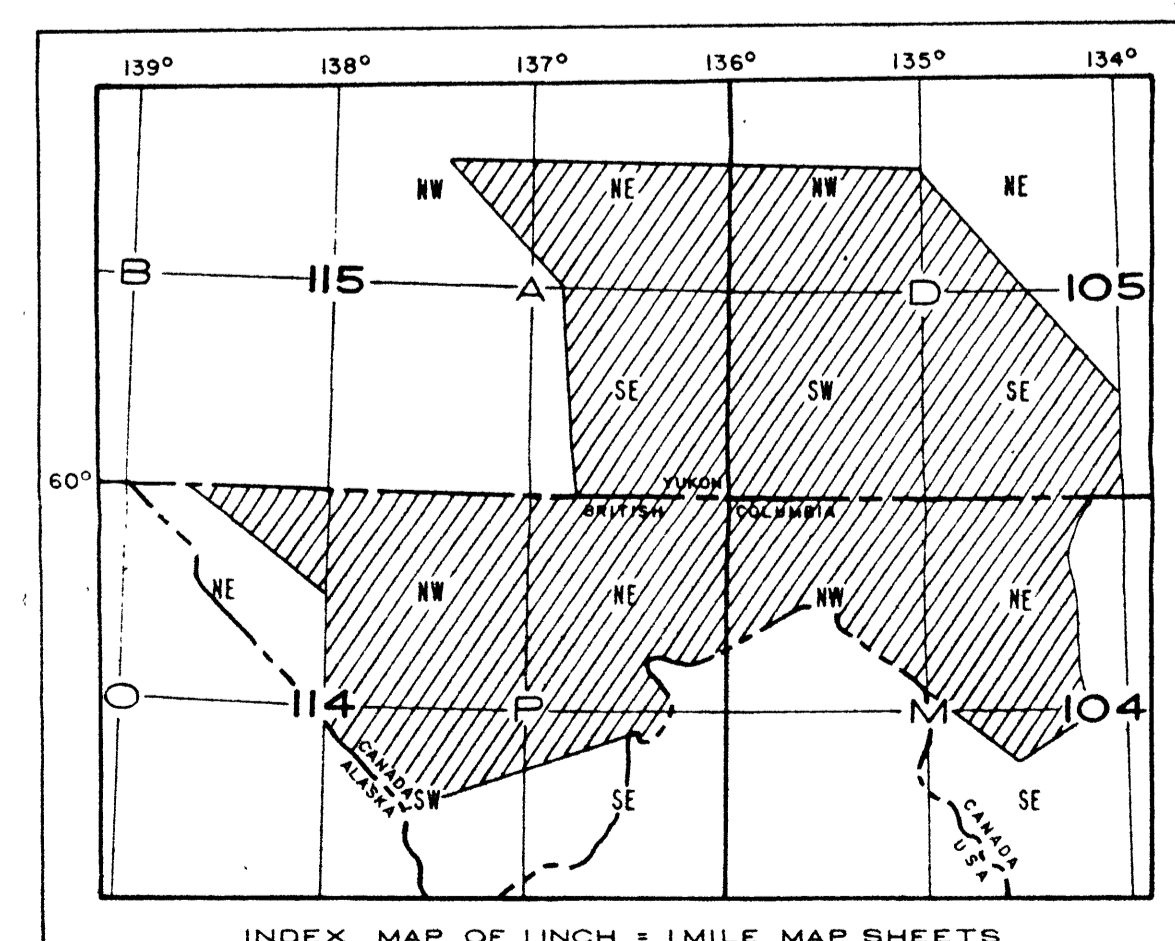 139° 138° 137° 136° 135° 134°
NW NE NW NE
B 115 A D 105
SE SW SE
60°
YUKON
BRITISH COLUMBIA
NE NW NE NW NE
O 114 P M 104
CANADA
ALASKA
SW SE SE
CANADA
USA
INDEX MAP OF 1 INCH = 1 MILE MAP SHEETS